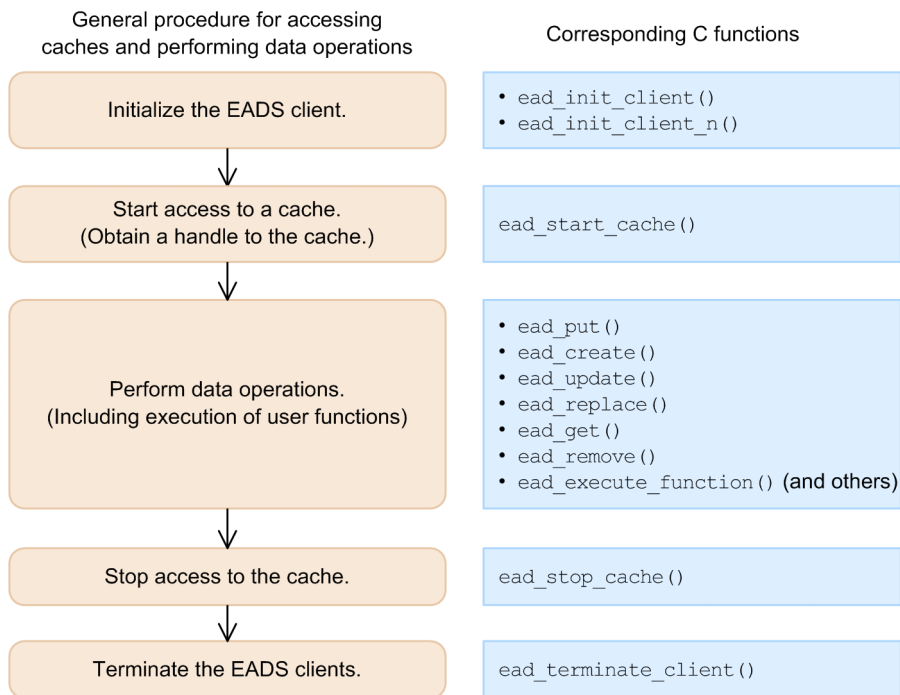 General procedure for accessing
caches and performing data operations
Corresponding C functions
Initialize the EADS client.
• ead_init_client()
• ead_init_client_n()
Start access to a cache.
(Obtain a handle to the cache.)
ead_start_cache()
Perform data operations.
(Including execution of user functions)
• ead_put()
• ead_create()
• ead_update()
• ead_replace()
• ead_get()
• ead_remove()
• ead_execute_function() (and others)
Stop access to the cache.
ead_stop_cache()
Terminate the EADS clients.
ead_terminate_client()